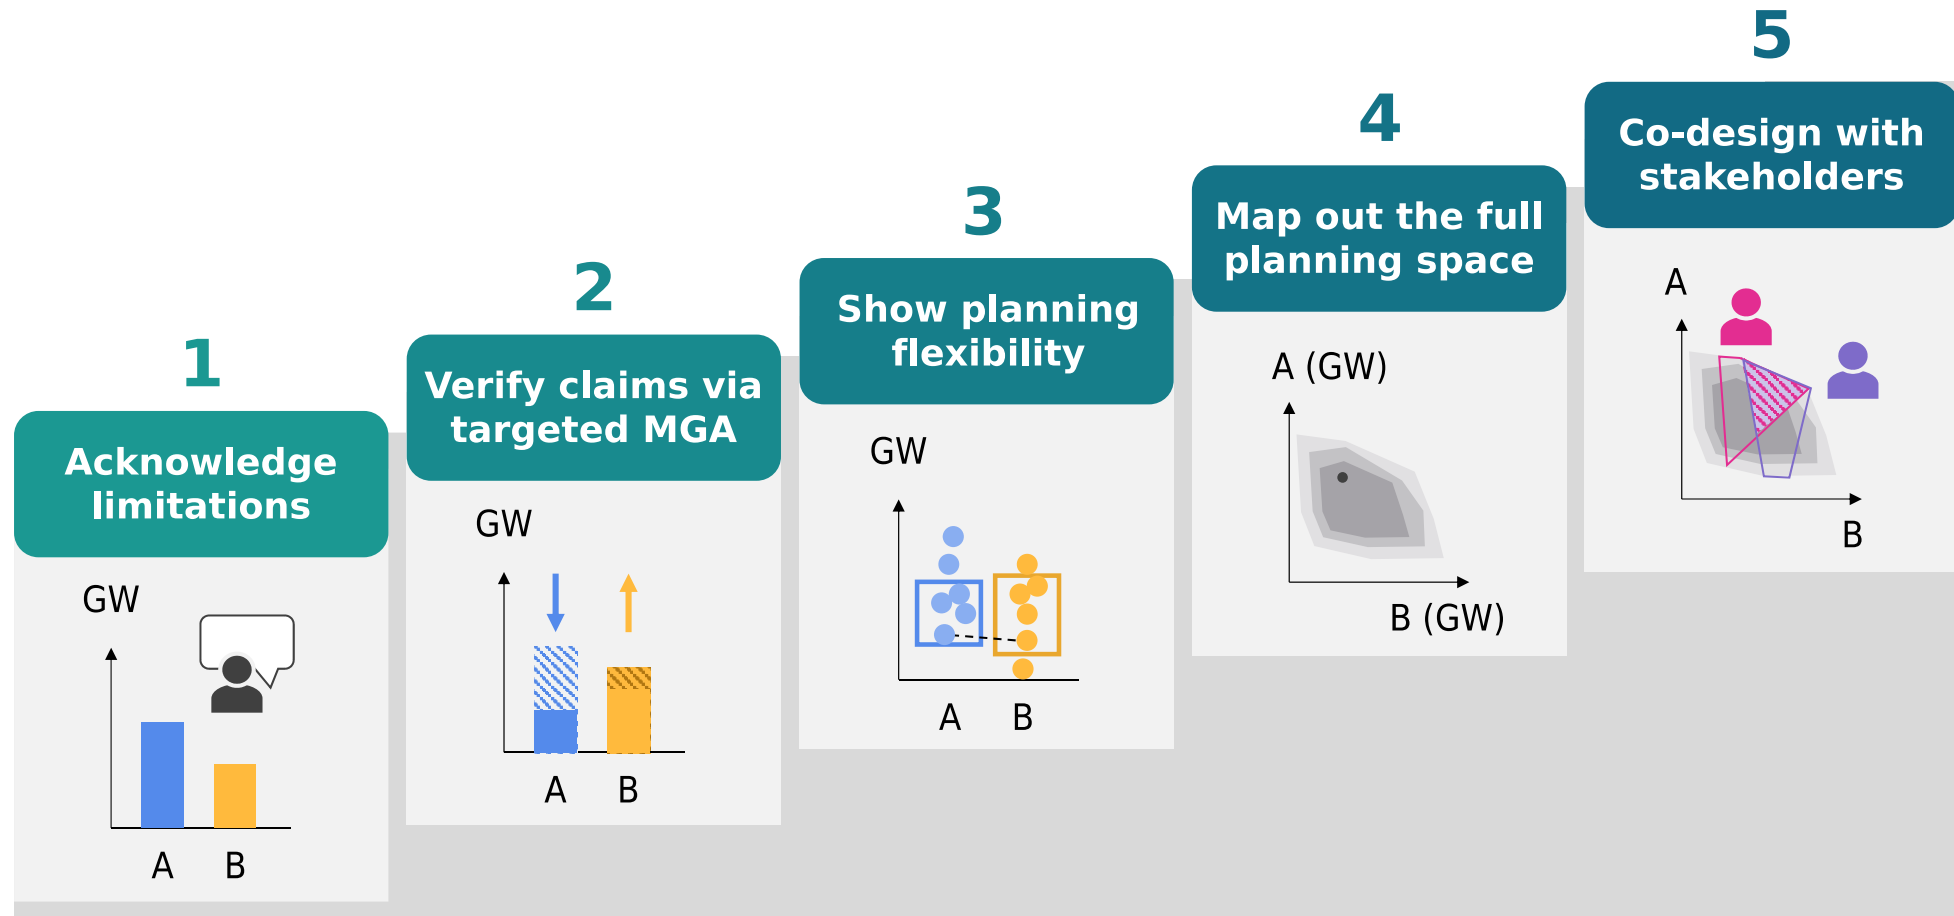 1
Acknowledge
limitations
GW
A
B
2
Verify claims via
targeted MGA
GW
A
B
3
Show planning
flexibility
GW
A
B
4
Map out the full
planning space
A (GW)
B (GW)
5
Co-design with
stakeholders
A
B